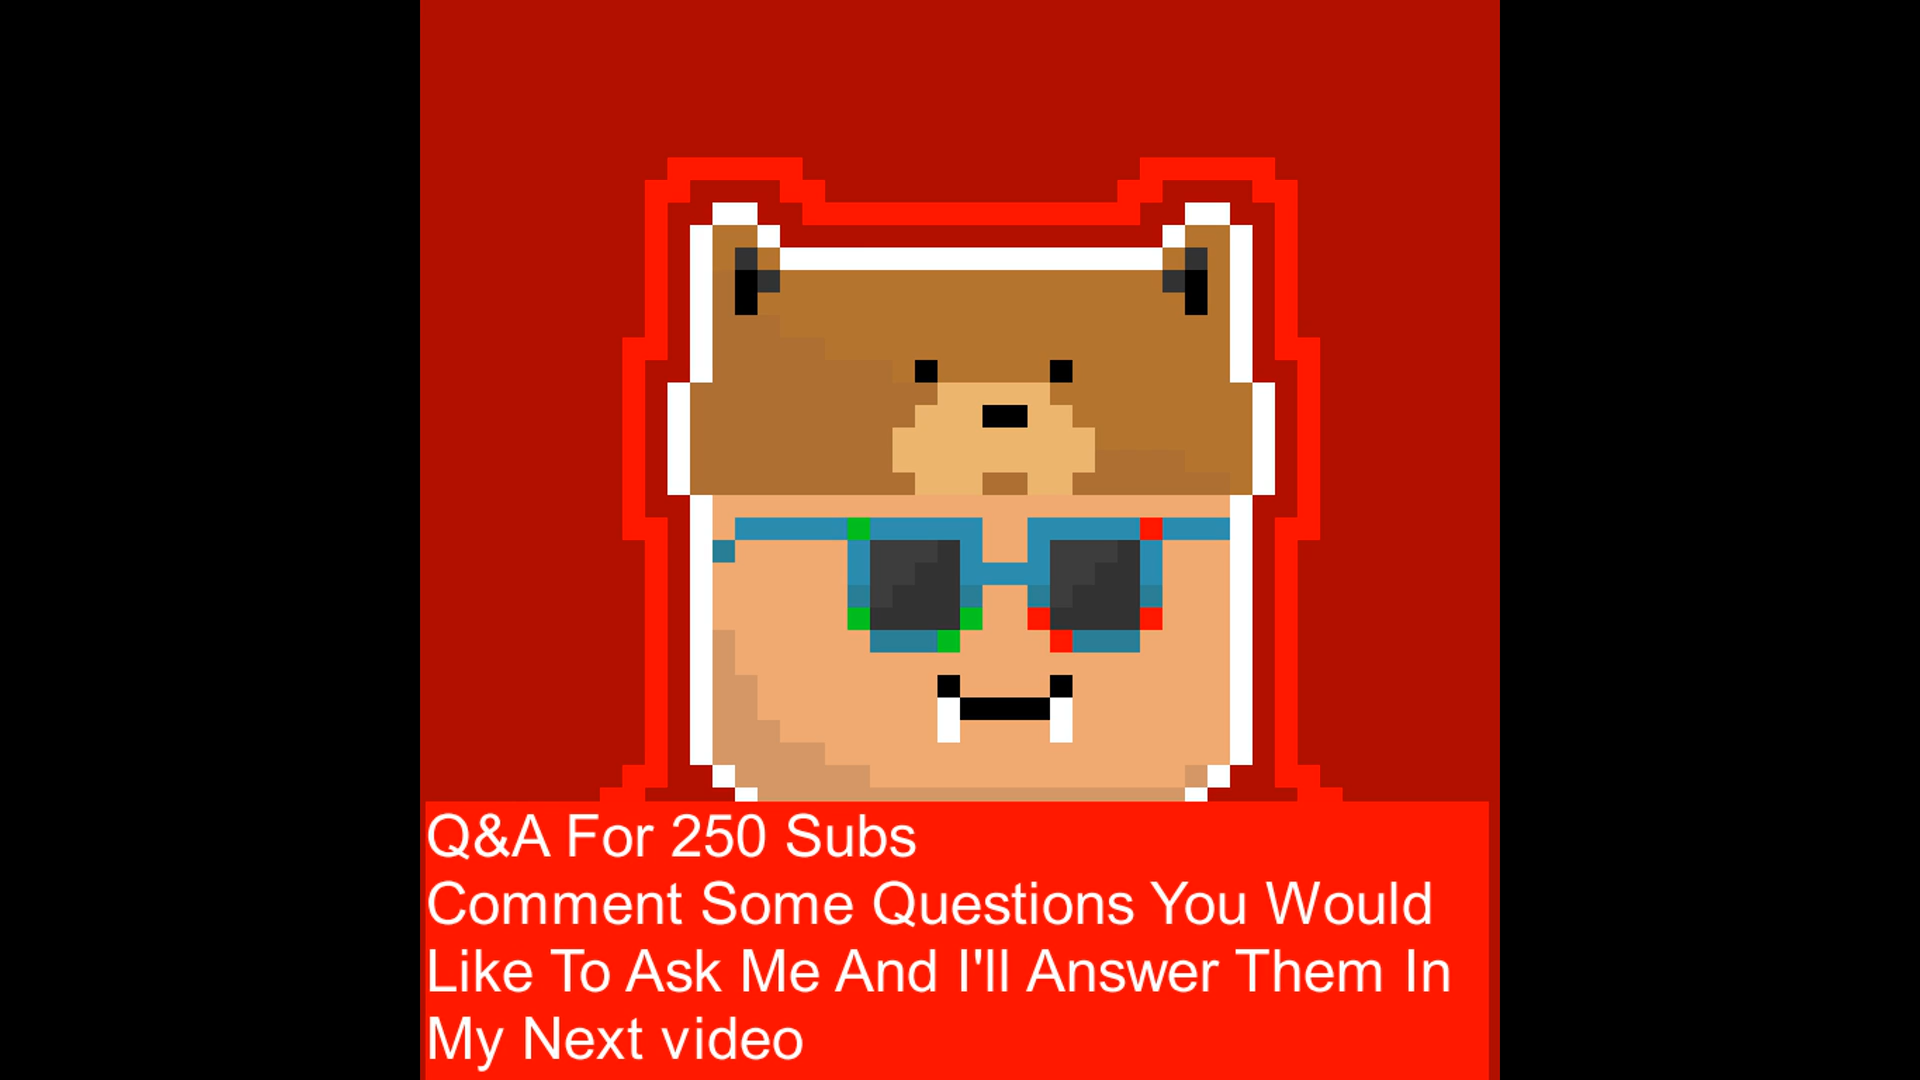 Q&A For 250 Subs
Comment Some Questions You Would
Like To Ask Me And I'll Answer Them In
My Next video